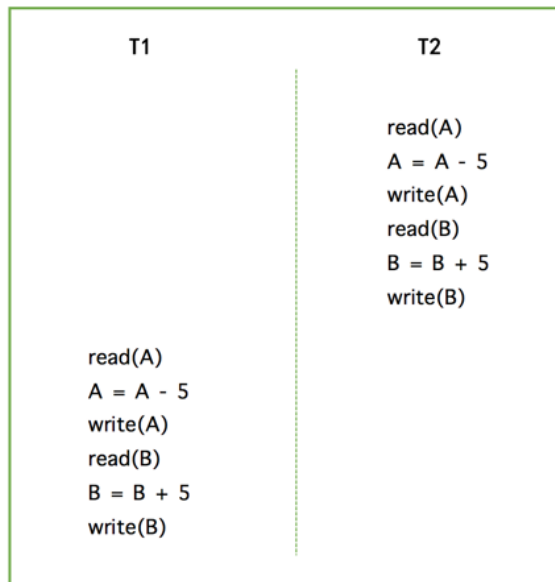 T1 T2
read(A)
A = A - 5
write(A)
read(B)
B = B + 5
write(B)
read(A)
A = A - 5
write(A)
read(B)
B = B + 5
write(B)